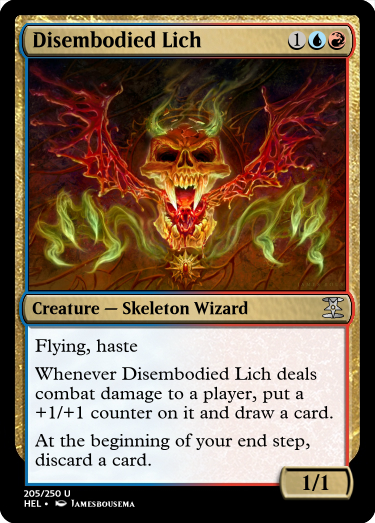 Disembodied Lich 1
Creature — Skeleton Wizard
Flying, haste
Whenever Disembodied Lich deals
combat damage to a player, put a
+1/+1 counter on it and draw a card.
At the beginning of your end step,
discard a card.
1/1
205/250 U
HEL • JAMESBOUSEMA